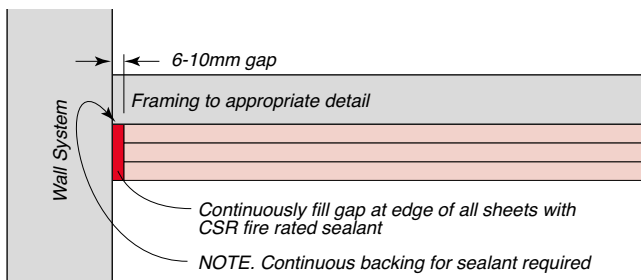 6-10mm gap
Framing to appropriate detail
Wall System
Continuously fill gap at edge of all sheets with
CSR fire rated sealant
NOTE. Continuous backing for sealant required